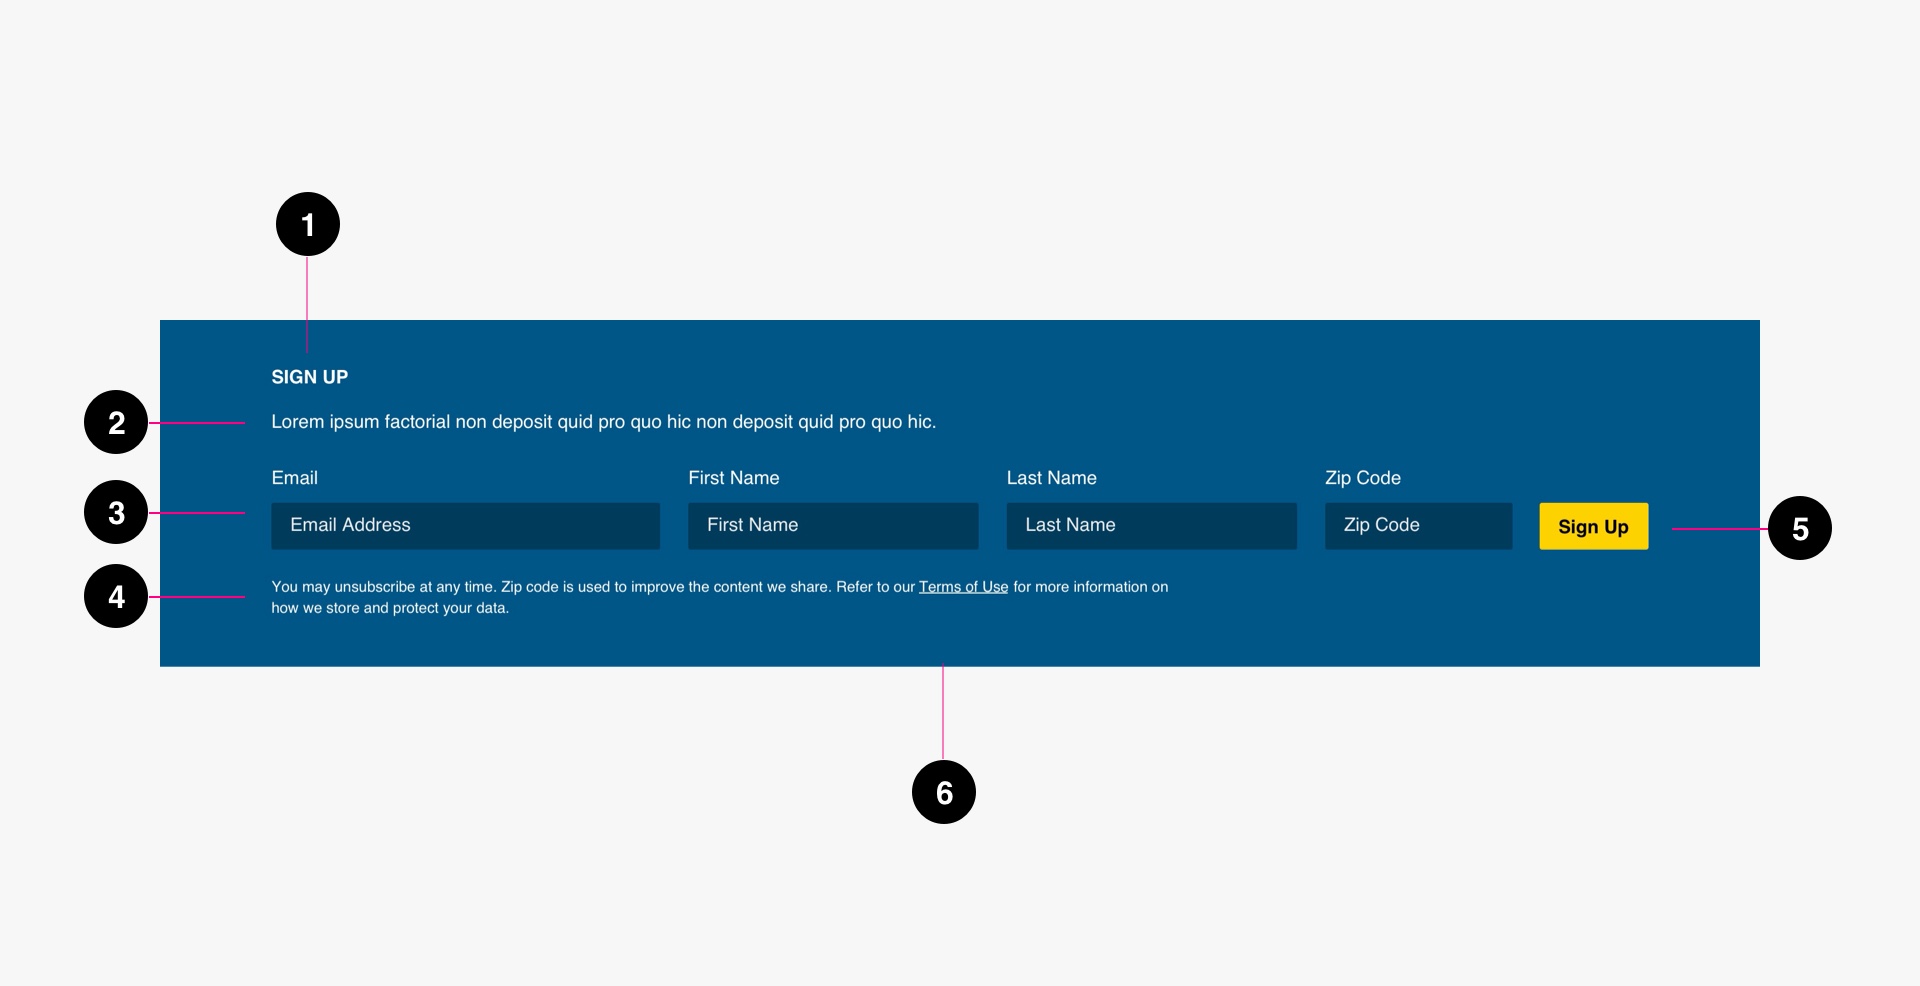 1
SIGN UP
2
Lorem ipsum factorial non deposit quid pro quo hic non deposit quid pro quo hic.
Email First Name Last Name Zip Code
3
Email Address First Name Last Name Zip Code Sign Up
5
4
You may unsubscribe at any time. Zip code is used to improve the content we share. Refer to our Terms of Use for more information on
how we store and protect your data.
6